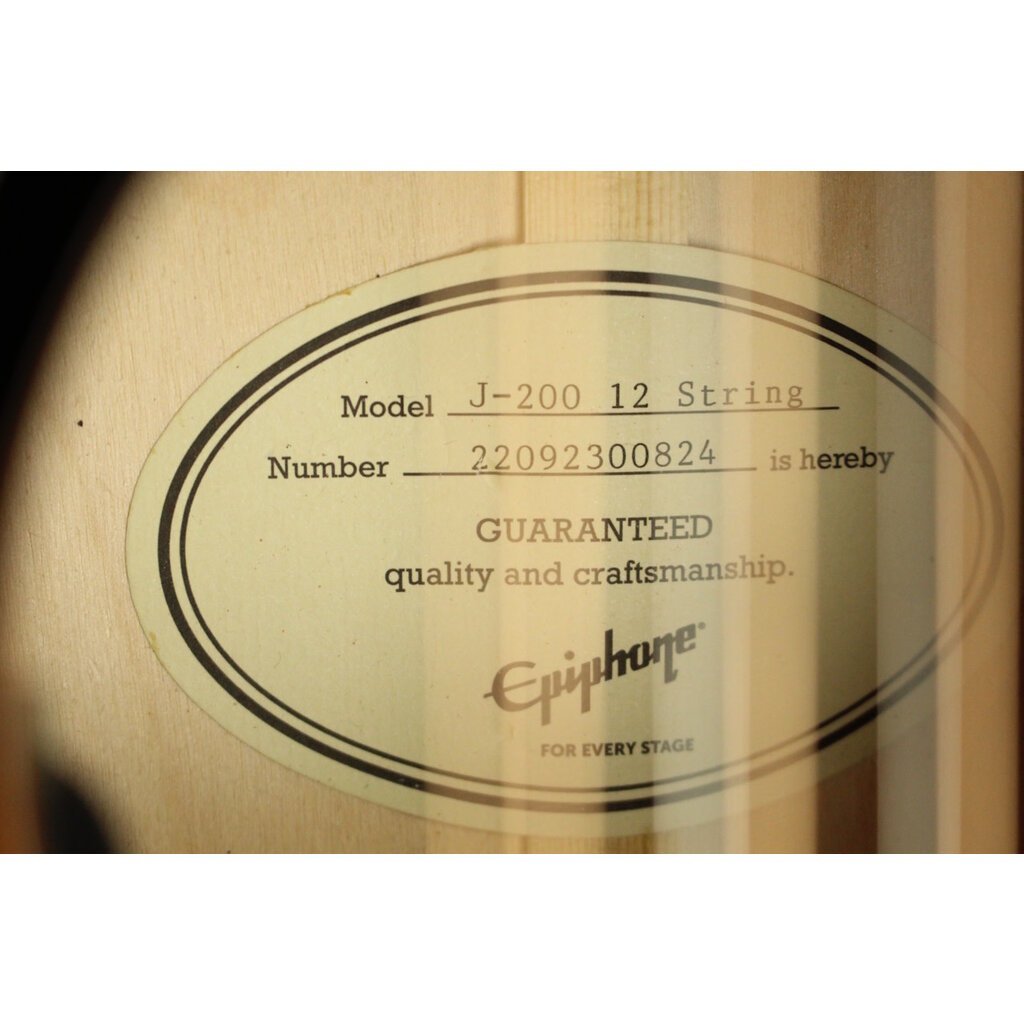 Model J-200 12 String
Number 22092300824 is hereby
GUARANTEED
quality and craftsmanship.
Epiphone
FOR EVERY STAGE